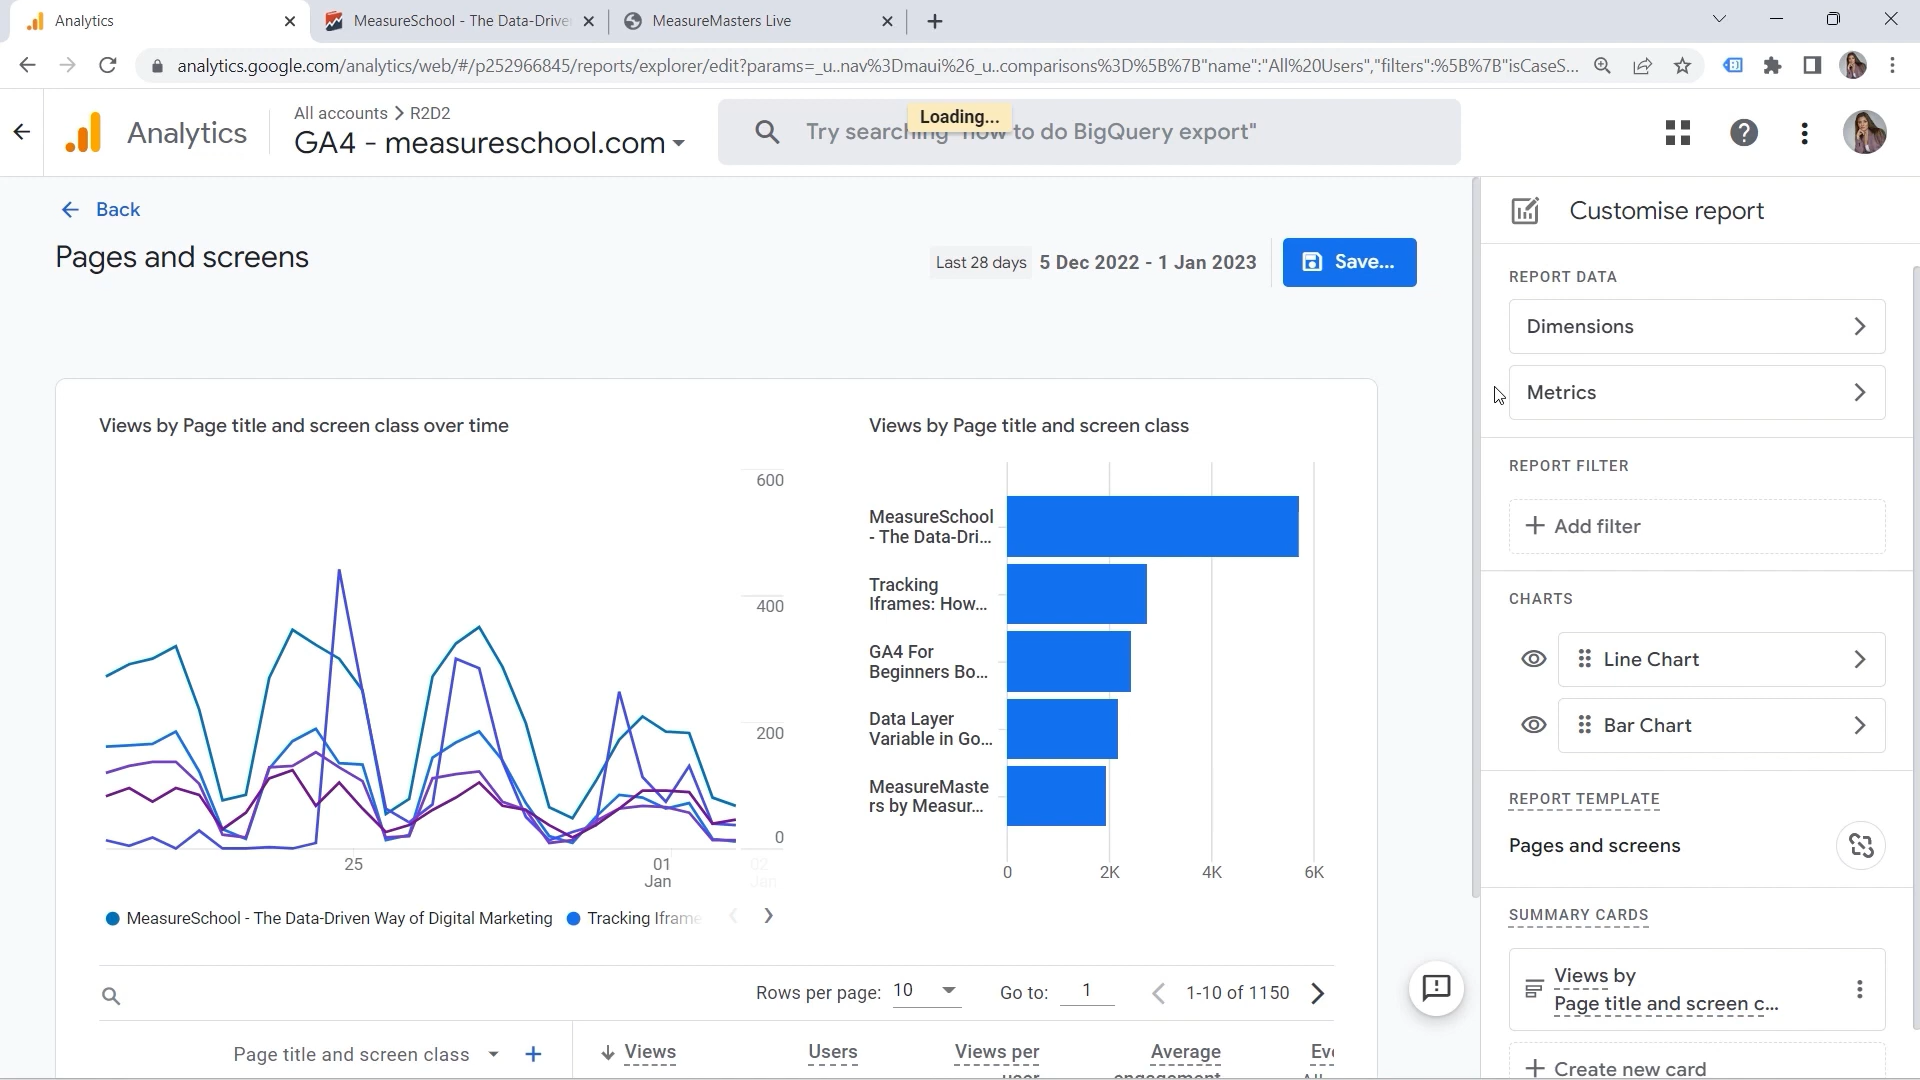 Analytics
MeasureSchool - The Data-Drive
MeasureMasters Live
analytics.google.com/analytics/web/#/p252966845/reports/explorer/edit?params=_u..nav%3Dmaui%26_u..comparisons%3D%5B%7B"name":"All%20Users","filters":%5B%7B"isCaseS...
Analytics
All accounts > R2D2
GA4 - measureschool.com
Try searching "how to do BigQuery export"
Loading...
Back
Pages and screens
Last 28 days 5 Dec 2022 - 1 Jan 2023
Save...
Views by Page title and screen class over time
600
400
200
0
25
01
Jan
02
Jan
MeasureSchool - The Data-Driven Way of Digital Marketing
Tracking Iframe
Views by Page title and screen class
MeasureSchool
- The Data-Dri...
Tracking
Iframes: How...
GA4 For
Beginners Bo...
Data Layer
Variable in Go...
MeasureMaste
rs by Measur...
0 2K 4K 6K
Rows per page: 10
Go to: 1
1-10 of 1150
Page title and screen class
Views
Users
Views per
user
Average
engagement
Customise report
REPORT DATA
Dimensions
Metrics
REPORT FILTER
Add filter
CHARTS
Line Chart
Bar Chart
REPORT TEMPLATE
Pages and screens
SUMMARY CARDS
Views by
Page title and screen c...
Create new card